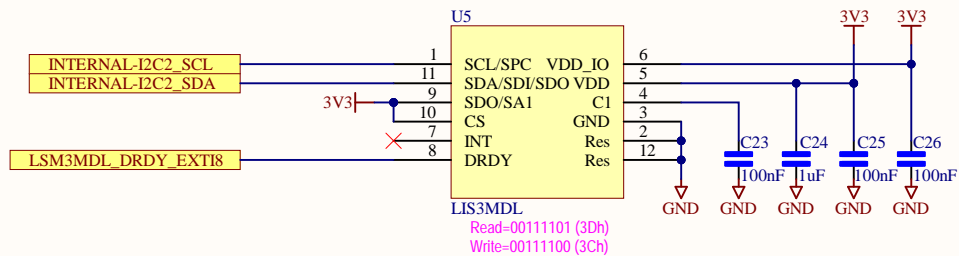 U5
3V3 3V3
INTERNAL-I2C2_SCL 1 SCL/SPC VDD_IO 6
INTERNAL-I2C2_SDA 11 SDA/SDI/SDO VDD 5
3V3 9 SDO/SA1 C1 4
10 CS GND 3
7 INT Res 2
LSM3MDL_DRDY_EXTI8 8 DRDY Res 12
C23 C24 C25 C26
100nF 1uF 100nF 100nF
GND GND GND GND GND
LIS3MDL
Read=00111101 (3Dh)
Write=00111100 (3Ch)